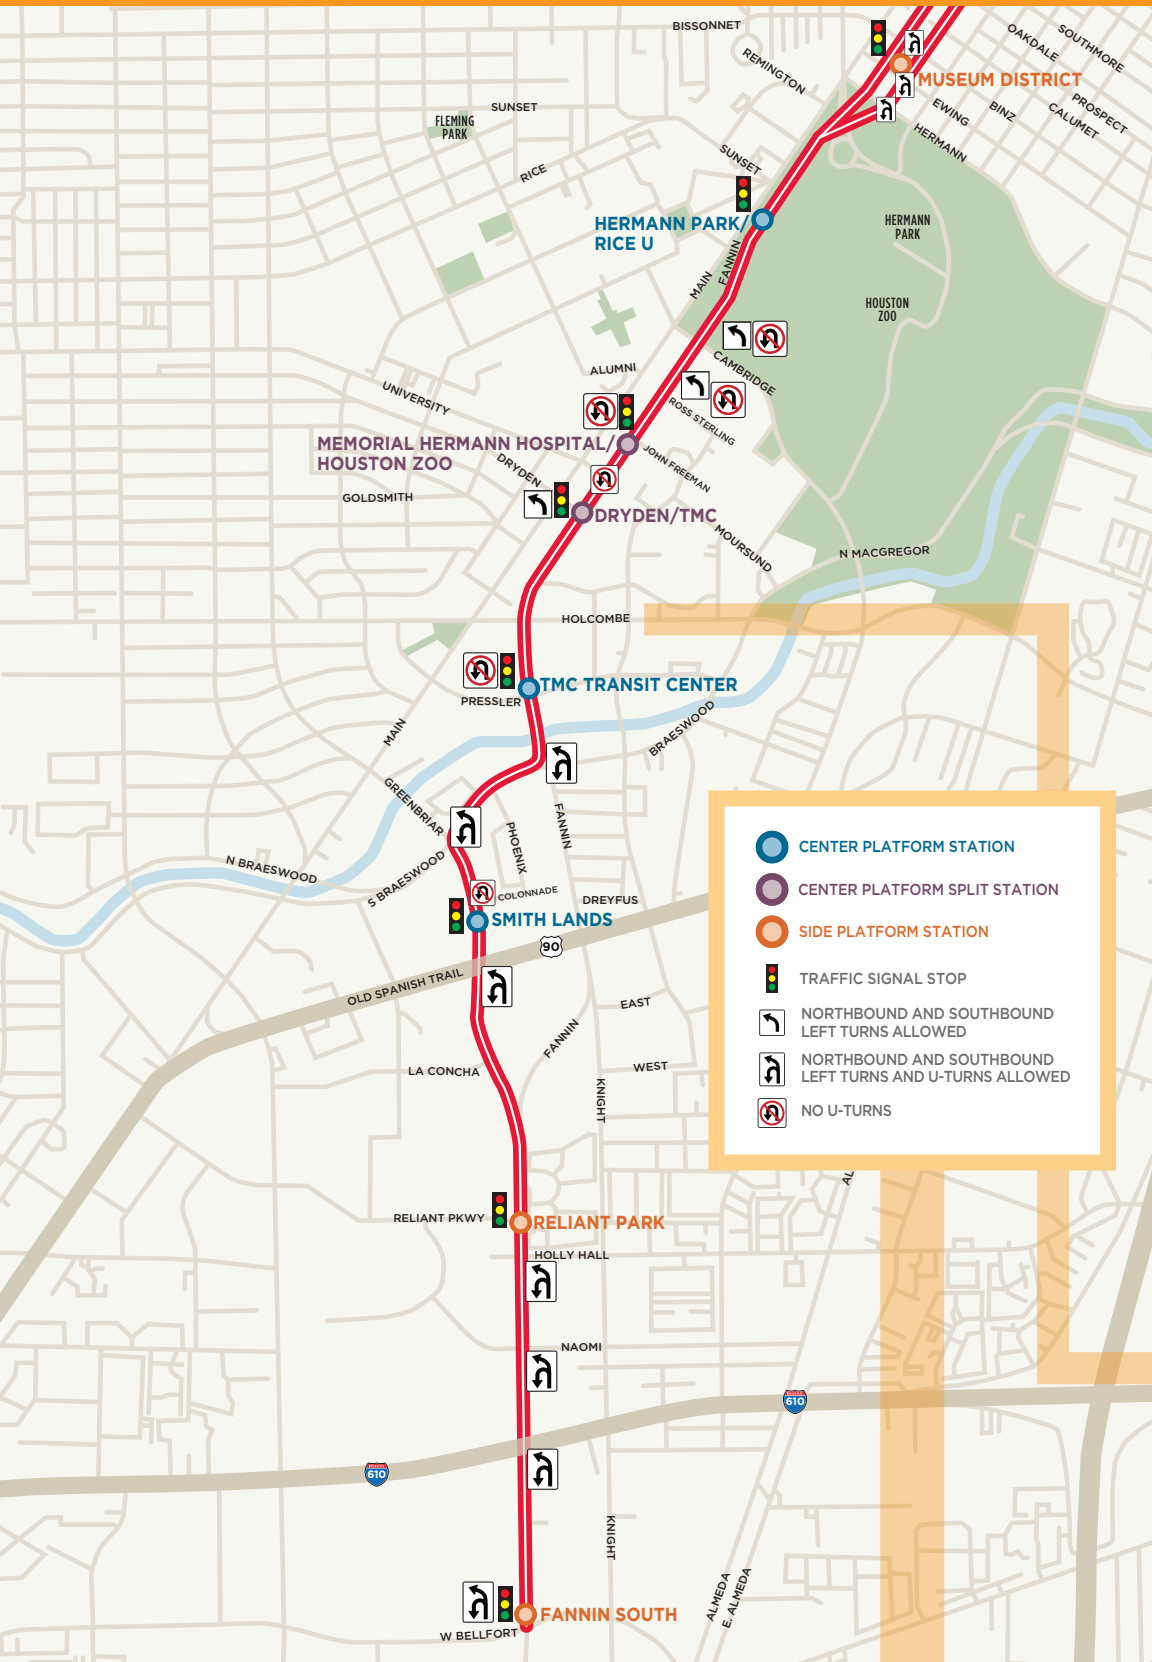 BISSONNET
OAKDALE
SOUTHMORE
REMINGTON
MUSEUM DISTRICT
SUNSET
FLEMING
PARK
EWING
BINZ
PROSPECT
CALUMET
HERMANN
SUNSET
RICE
HERMANN PARK/
RICE U
HERMANN
PARK
FANNIN
MAIN
HOUSTON
ZOO
CAMBRIDGE
ALUMNI
UNIVERSITY
ROSS STERLING
MEMORIAL HERMANN HOSPITAL/
HOUSTON ZOO
JOHN FREEMAN
DRYDEN
GOLDSMITH
DRYDEN/TMC
MOURSUND
N MACGREGOR
HOLCOMBE
TMC TRANSIT CENTER
PRESSLER
MAIN
BRAESWOOD
GREENBRIAR
FANNIN
PHOENIX
N BRAESWOOD
S BRAESWOOD
COLONNADE
DREYFUS
SMITH LANDS
90
OLD SPANISH TRAIL
EAST
FANNIN
LA CONCHA
WEST
KNIGHT
CENTER PLATFORM STATION
CENTER PLATFORM SPLIT STATION
SIDE PLATFORM STATION
TRAFFIC SIGNAL STOP
NORTHBOUND AND SOUTHBOUND
LEFT TURNS ALLOWED
NORTHBOUND AND SOUTHBOUND
LEFT TURNS AND U-TURNS ALLOWED
NO U-TURNS
AL
RELIANT PKWY
RELIANT PARK
HOLLY HALL
NAOMI
610
610
KNIGHT
ALMEDA
E. ALMEDA
FANNIN SOUTH
W BELLFORT